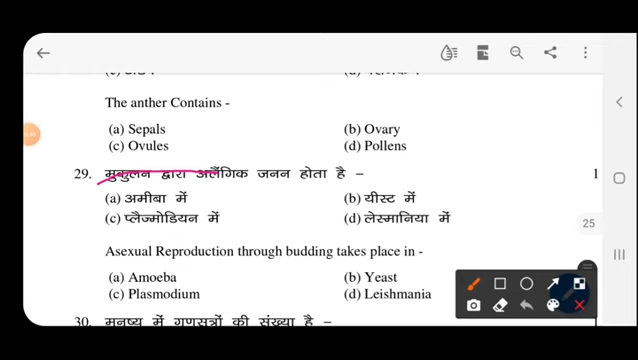 The anther Contains -
(a) Sepals (b) Ovary
(c) Ovules (d) Pollens
29. मुकुलन द्वारा अलैंगिक जनन होता है – 1
(a) अमीबा में (b) यीस्ट में
(c) प्लैज्मोडियन में (d) लेस्मानिया में
25
Asexual Reproduction through budding takes place in -
(a) Amoeba (b) Yeast
(c) Plasmodium (d) Leishmania
30. मनुष्य में गुणसूत्रों की संख्या है –